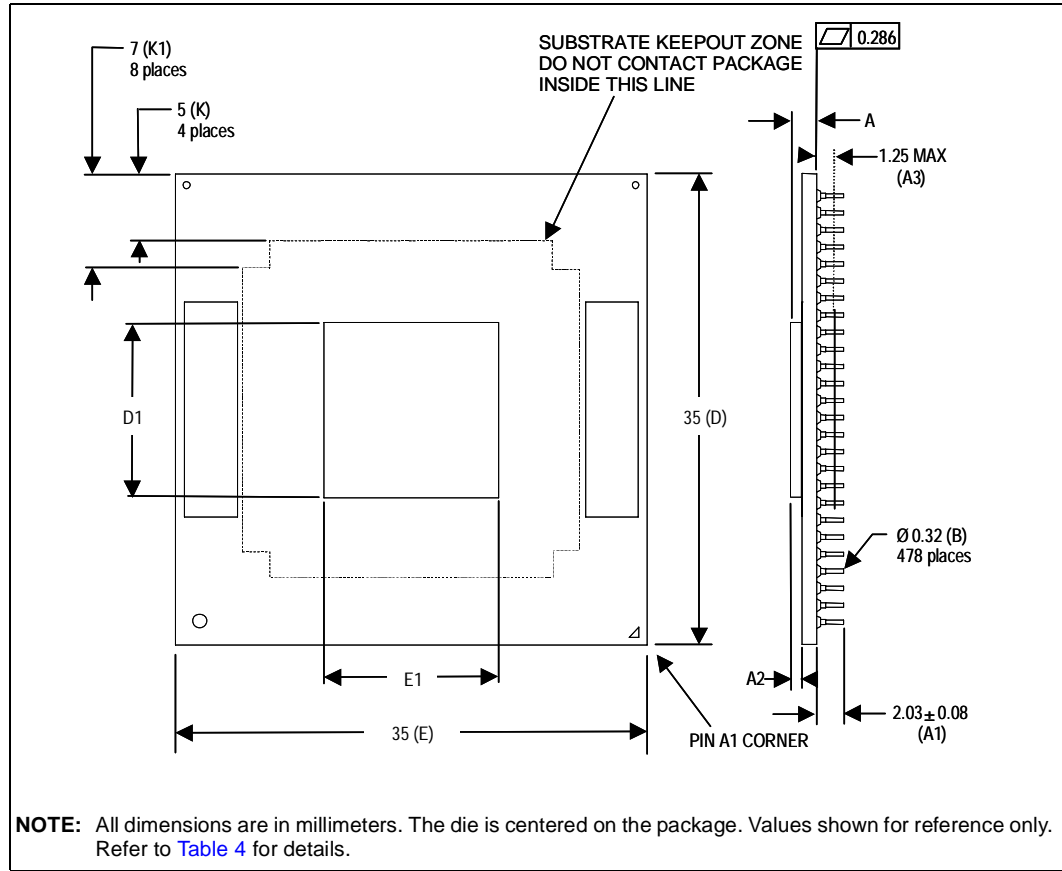 7 (K1)
8 places
5 (K)
4 places
SUBSTRATE KEEPOUT ZONE
DO NOT CONTACT PACKAGE
INSIDE THIS LINE
0.286
A
1.25 MAX
(A3)
D1
35 (D)
Ø 0.32 (B)
478 places
E1
A2
35 (E)
PIN A1 CORNER
2.03±0.08
(A1)
NOTE: All dimensions are in millimeters. The die is centered on the package. Values shown for reference only.
Refer to Table 4 for details.